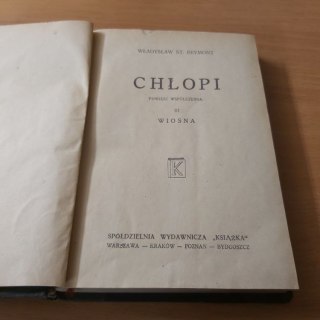 WŁADYSŁAW ST. REYMONT
CHŁOPI
POWIEŚĆ WSPÓŁCZESNA
III
WIOSNA
K
SPÓŁDZIELNIA WYDAWNICZA „KSIĄŻKA"
WARSZAWA — KRAKÓW — POZNAŃ — BYDGOSZCZ